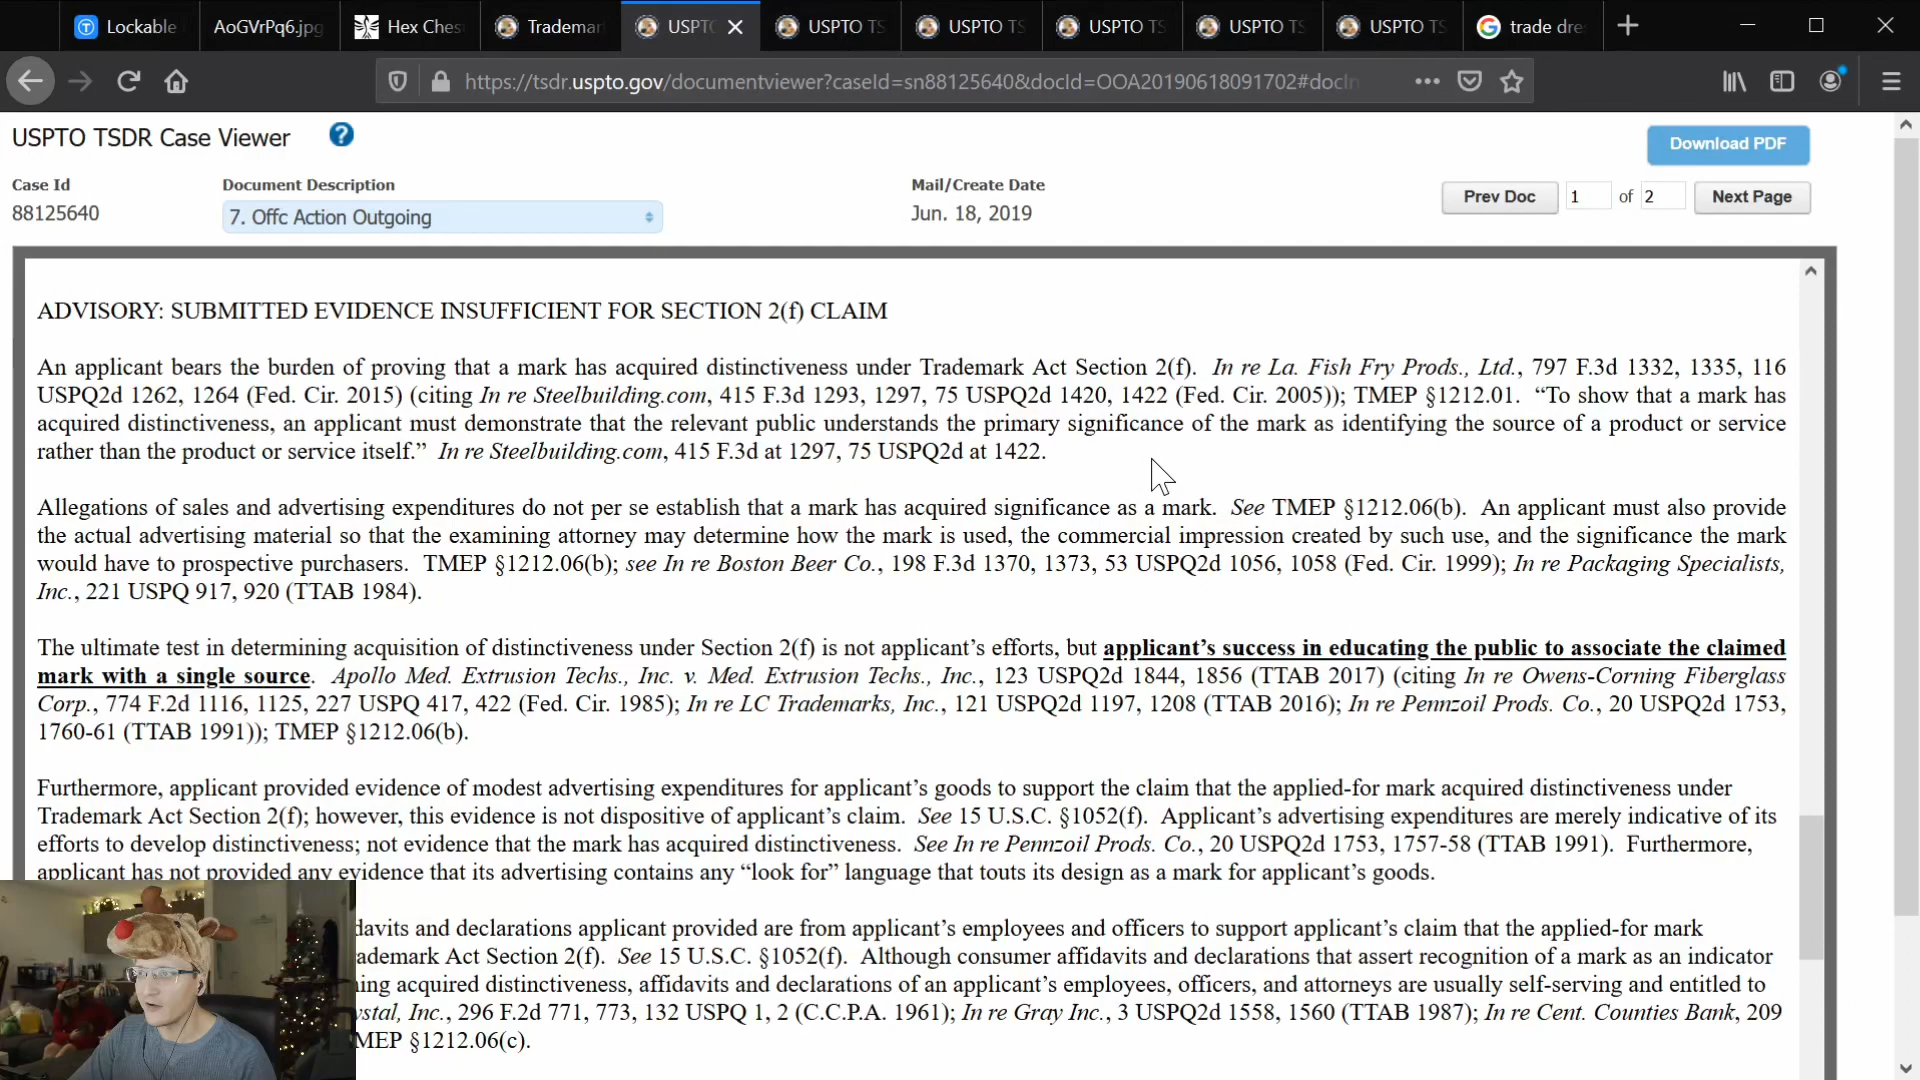 Lockable
AoGVrPq6.jpg
Hex Ches
Trademar
USPTO
USPTO TS
USPTO TS
USPTO TS
USPTO TS
USPTO TS
trade dre
https://tsdr.uspto.gov/documentviewer?caseId=sn88125640&docId=OOA20190618091702#docIn
USPTO TSDR Case Viewer
?
Download PDF
Case Id
Document Description
Mail/Create Date
88125640
7. Offc Action Outgoing
Jun. 18, 2019
Prev Doc 1 of 2 Next Page
ADVISORY: SUBMITTED EVIDENCE INSUFFICIENT FOR SECTION 2(f) CLAIM
An applicant bears the burden of proving that a mark has acquired distinctiveness under Trademark Act Section 2(f). In re La. Fish Fry Prods., Ltd., 797 F.3d 1332, 1335, 116
USPQ2d 1262, 1264 (Fed. Cir. 2015) (citing In re Steelbuilding.com, 415 F.3d 1293, 1297, 75 USPQ2d 1420, 1422 (Fed. Cir. 2005)); TMEP §1212.01. “To show that a mark has
acquired distinctiveness, an applicant must demonstrate that the relevant public understands the primary significance of the mark as identifying the source of a product or service
rather than the product or service itself.” In re Steelbuilding.com, 415 F.3d at 1297, 75 USPQ2d at 1422.
Allegations of sales and advertising expenditures do not per se establish that a mark has acquired significance as a mark. See TMEP §1212.06(b). An applicant must also provide
the actual advertising material so that the examining attorney may determine how the mark is used, the commercial impression created by such use, and the significance the mark
would have to prospective purchasers. TMEP §1212.06(b); see In re Boston Beer Co., 198 F.3d 1370, 1373, 53 USPQ2d 1056, 1058 (Fed. Cir. 1999); In re Packaging Specialists,
Inc., 221 USPQ 917, 920 (TTAB 1984).
The ultimate test in determining acquisition of distinctiveness under Section 2(f) is not applicant’s efforts, but applicant’s success in educating the public to associate the claimed
mark with a single source. Apollo Med. Extrusion Techs., Inc. v. Med. Extrusion Techs., Inc., 123 USPQ2d 1844, 1856 (TTAB 2017) (citing In re Owens-Corning Fiberglass
Corp., 774 F.2d 1116, 1125, 227 USPQ 417, 422 (Fed. Cir. 1985); In re LC Trademarks, Inc., 121 USPQ2d 1197, 1208 (TTAB 2016); In re Pennzoil Prods. Co., 20 USPQ2d 1753,
1760-61 (TTAB 1991)); TMEP §1212.06(b).
Furthermore, applicant provided evidence of modest advertising expenditures for applicant’s goods to support the claim that the applied-for mark acquired distinctiveness under
Trademark Act Section 2(f); however, this evidence is not dispositive of applicant’s claim. See 15 U.S.C. §1052(f). Applicant’s advertising expenditures are merely indicative of its
efforts to develop distinctiveness; not evidence that the mark has acquired distinctiveness. See In re Pennzoil Prods. Co., 20 USPQ2d 1753, 1757-58 (TTAB 1991). Furthermore,
applicant has not provided any evidence that its advertising contains any “look for” language that touts its design as a mark for applicant’s goods.
davits and declarations applicant provided are from applicant’s employees and officers to support applicant’s claim that the applied-for mark
ademark Act Section 2(f). See 15 U.S.C. §1052(f). Although consumer affidavits and declarations that assert recognition of a mark as an indicator
ing acquired distinctiveness, affidavits and declarations of an applicant’s employees, officers, and attorneys are usually self-serving and entitled to
ystal, Inc., 296 F.2d 771, 773, 132 USPQ 1, 2 (C.C.P.A. 1961); In re Gray Inc., 3 USPQ2d 1558, 1560 (TTAB 1987); In re Cent. Counties Bank, 209
MEP §1212.06(c).